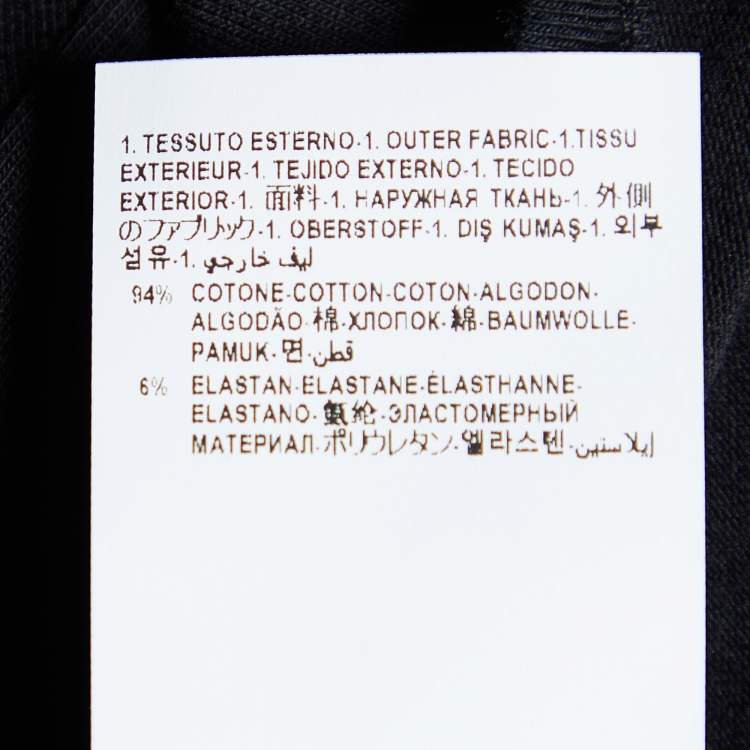 1. TESSUTO ESTERNO-1. OUTER FABRIC-1.TISSU
EXTERIEUR-1. TEJIDO EXTERNO-1. TECIDO
EXTERIOR-1. 面料-1. НАРУЖНАЯ ТКАНЬ-1. 外側
のファブリック-1. OBERSTOFF-1. DIŞ KUMAŞ-1. 외부
섬유-1. ليف خارجي
94% COTONE-COTTON-COTON-ALGODON-
ALGODÃO-棉-ХЛОПОК-綿-BAUMWOLLE-
PAMUK-면-قطن
6% ELASTAN-ELASTANE-ÉLASTHANNE-
ELASTANO-氨纶-ЭЛАСТОМЕРНЫЙ
МАТЕРИАЛ-ポリウレタン-엘라스텐-إيلاستين